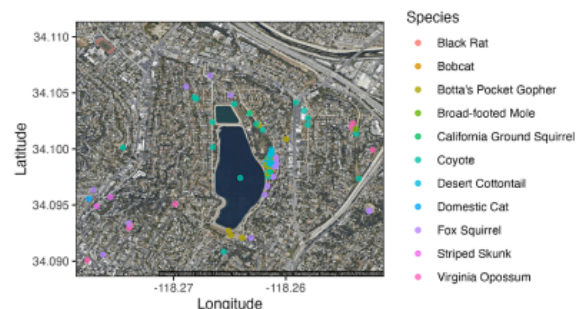 Species
34.110
Black Rat
Bobcat
34.105
Botta's Pocket Gopher
Broad-footed Mole
34.100
California Ground Squirrel
Coyote
Latitude
Desert Cottontail
34.095
Domestic Cat
Fox Squirrel
Striped Skunk
34.090
Virginia Opossum
-118.27
-118.26
Longitude